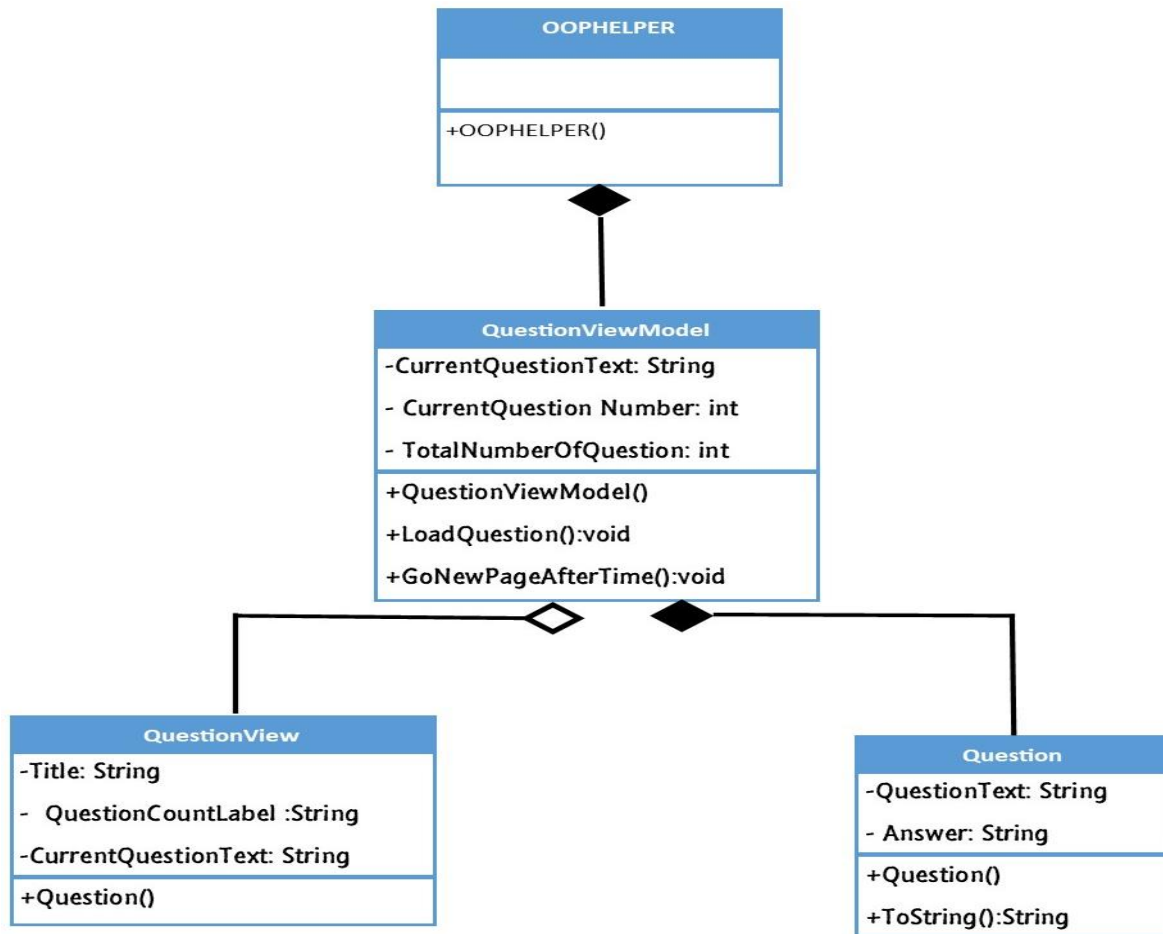 OOPHELPER
+OOPHELPER()
QuestionViewModel
-CurrentQuestionText: String
- CurrentQuestion Number: int
- TotalNumberOfQuestion: int
+QuestionViewModel()
+LoadQuestion():void
+GoNewPageAfterTime():void
QuestionView
-Title: String
- QuestionCountLabel :String
-CurrentQuestionText: String
+Question()
Question
-QuestionText: String
- Answer: String
+Question()
+ToString():String